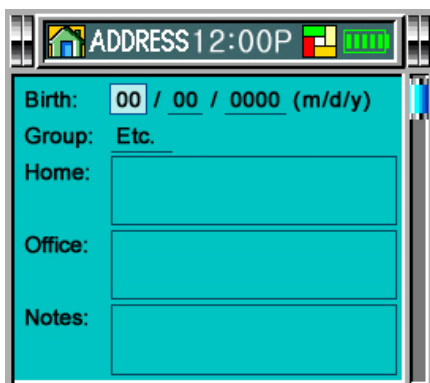 ADDRESS 12:00P
Birth: 00 / 00 / 0000 (m/d/y)
Group: Etc.
Home:
Office:
Notes: